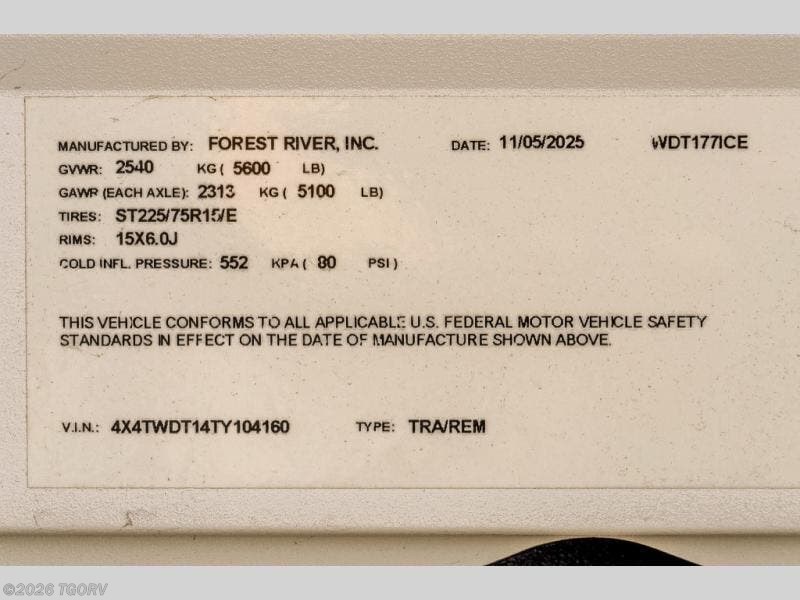 MANUFACTURED BY: FOREST RIVER, INC. DATE: 11/05/2025 WDT177ICE
GVWR: 2540 KG ( 5600 LB)
GAWR (EACH AXLE): 2313 KG ( 5100 LB)
TIRES: ST225/75R15/E
RIMS: 15X6.0J
COLD INFL. PRESSURE: 552 KPA ( 80 PSI )
THIS VEHICLE CONFORMS TO ALL APPLICABLE U.S. FEDERAL MOTOR VEHICLE SAFETY
STANDARDS IN EFFECT ON THE DATE OF MANUFACTURE SHOWN ABOVE.
V.I.N.: 4X4TWDT14TY104160 TYPE: TRA/REM
©2026 TGORV